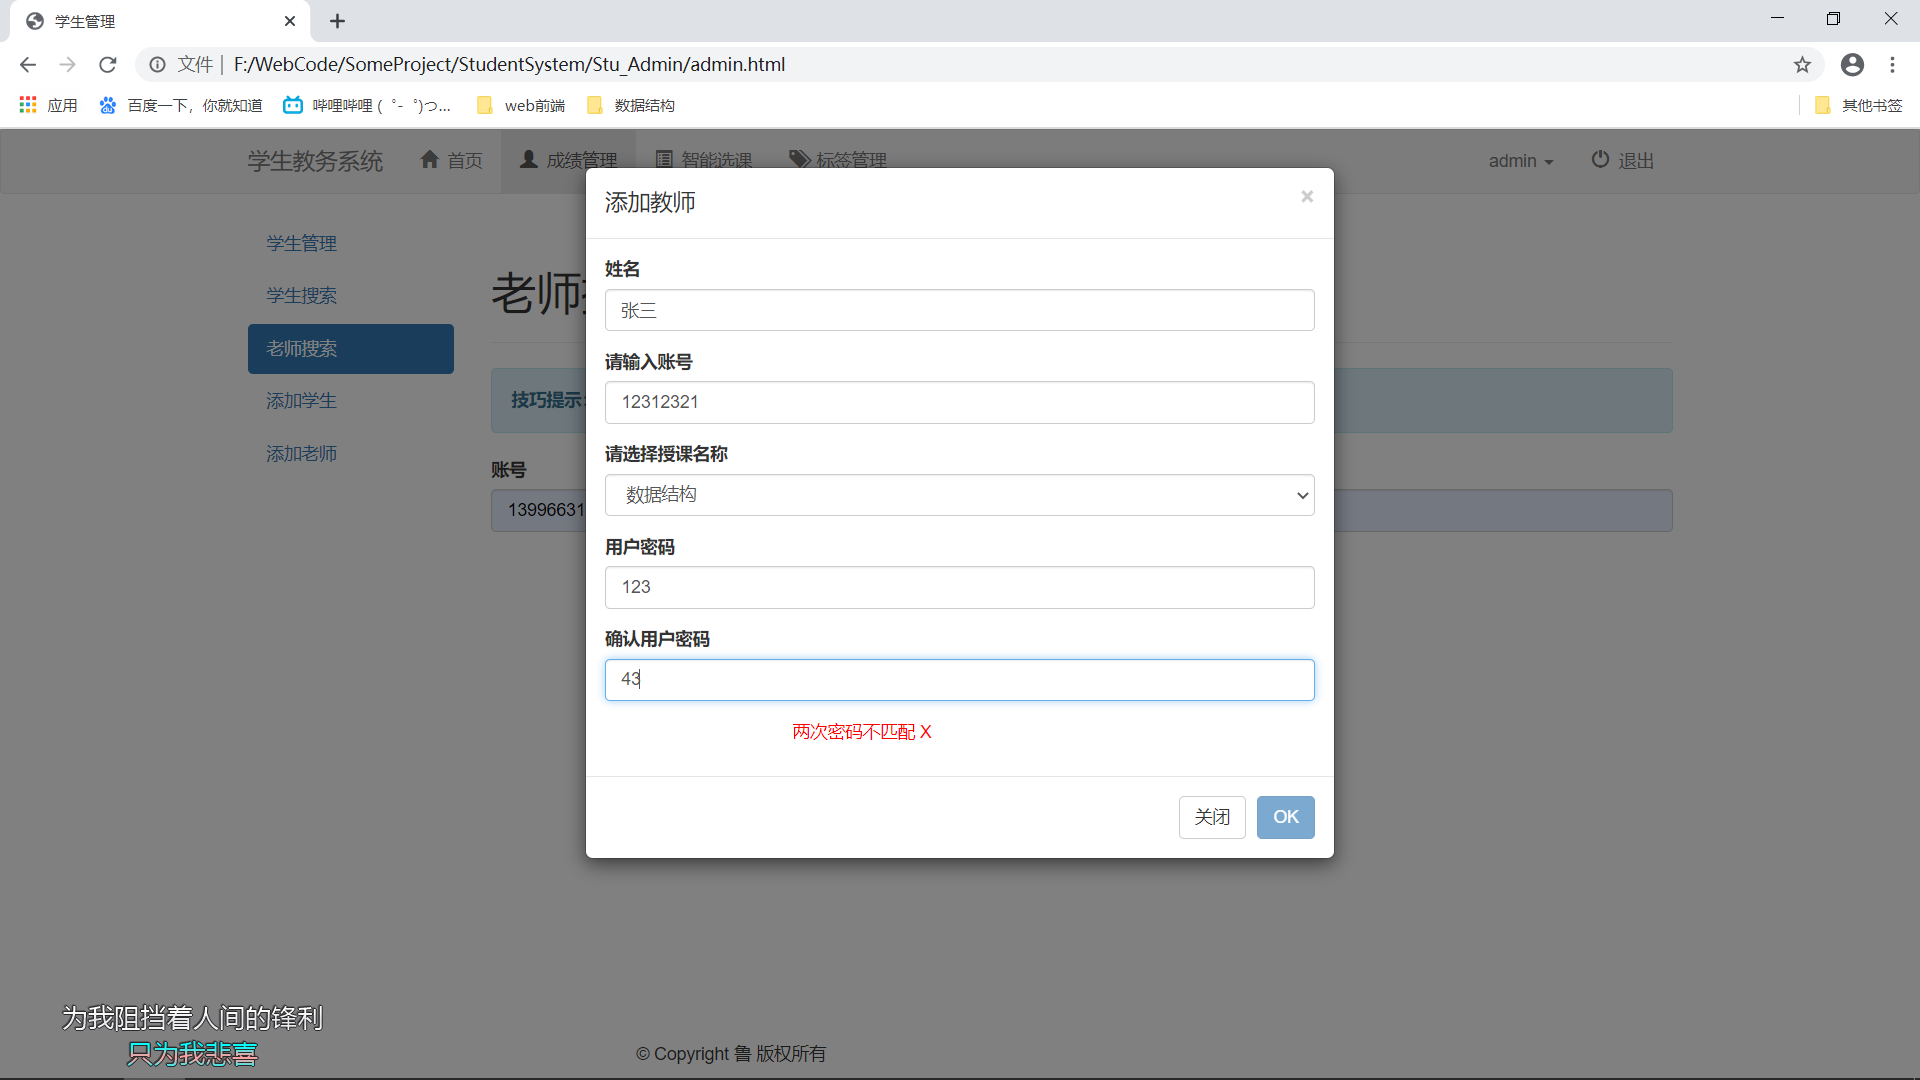 学生管理
文件 | F:/WebCode/SomeProject/StudentSystem/Stu_Admin/admin.html
应用 百度一下，你就知道 哔哩哔哩 (゜-゜)つ... web前端 数据结构 其他书签
学生教务系统 首页 成绩管理 智能选课 标签管理 admin 退出
添加教师 ×
学生管理
学生搜索
老师搜索
添加学生
添加老师
老师
技巧提示:
账号
13996631
姓名
张三
请输入账号
12312321
请选择授课名称
数据结构
用户密码
123
确认用户密码
43
两次密码不匹配 X
关闭 OK
为我阻挡着人间的锋利
只为我悲喜
© Copyright 鲁 版权所有